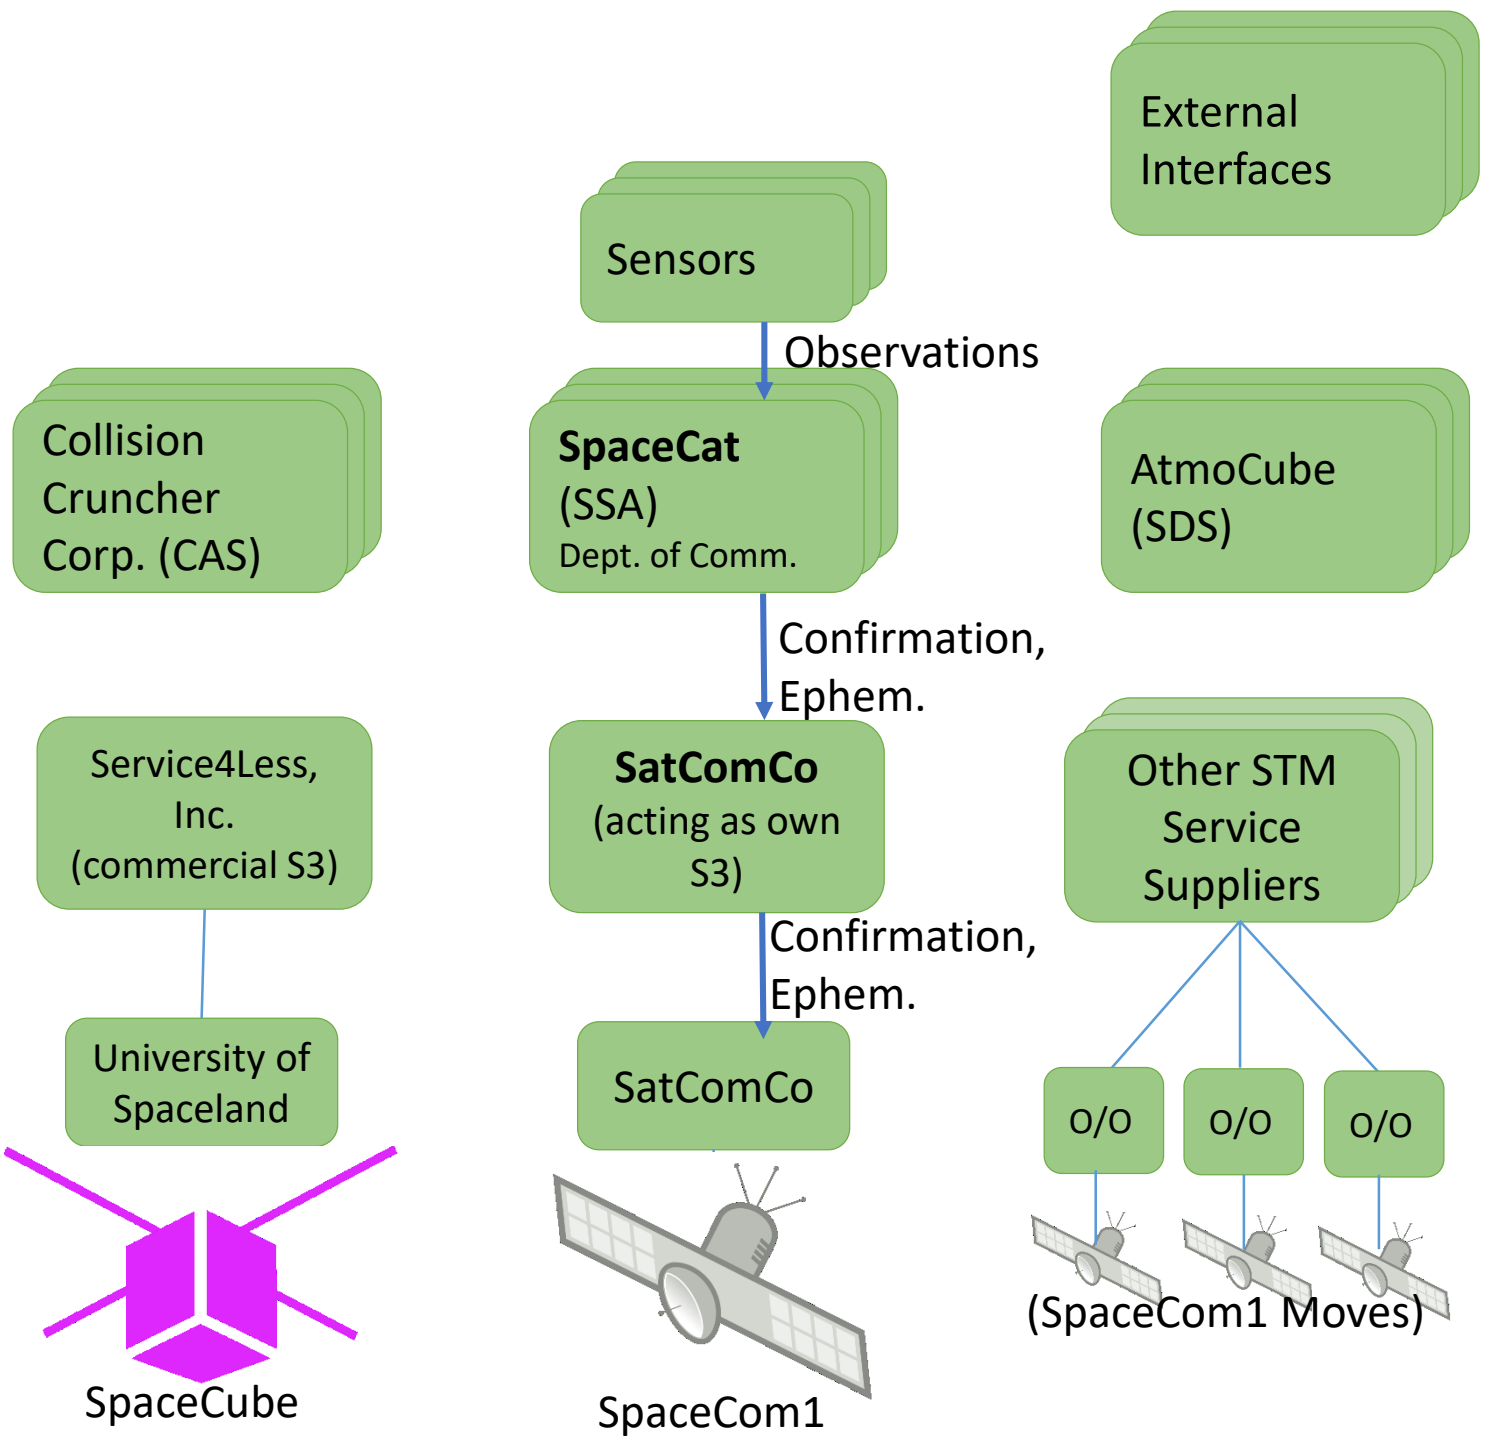 External
Interfaces
Sensors
Observations
Collision
Cruncher
Corp. (CAS)
SpaceCat
(SSA)
Dept. of Comm.
AtmoCube
(SDS)
Confirmation,
Ephem.
Service4Less,
Inc.
(commercial S3)
SatComCo
(acting as own
S3)
Other STM
Service
Suppliers
Confirmation,
Ephem.
University of
Spaceland
SatComCo
O/O
O/O
O/O
(SpaceCom1 Moves)
SpaceCube
SpaceCom1